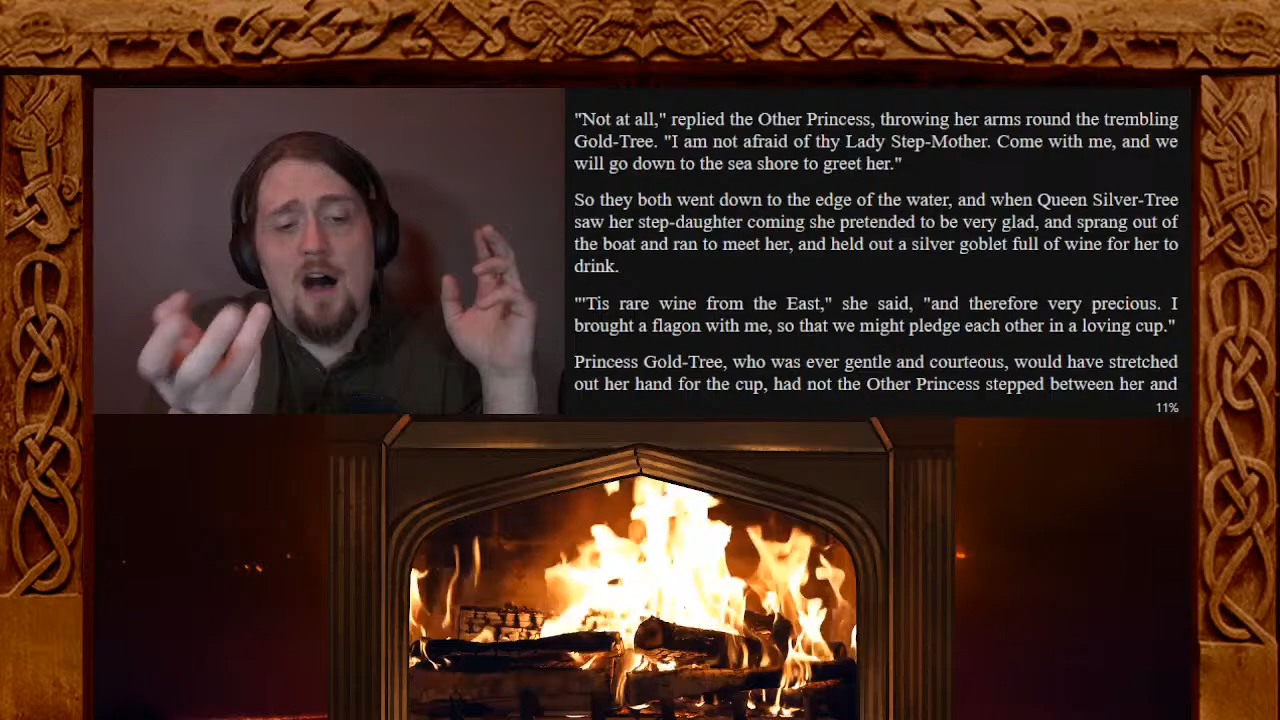 "Not at all," replied the Other Princess, throwing her arms round the trembling
Gold-Tree. "I am not afraid of thy Lady Step-Mother. Come with me, and we
will go down to the sea shore to greet her."
So they both went down to the edge of the water, and when Queen Silver-Tree
saw her step-daughter coming she pretended to be very glad, and sprang out of
the boat and ran to meet her, and held out a silver goblet full of wine for her to
drink.
"'Tis rare wine from the East," she said, "and therefore very precious. I
brought a flagon with me, so that we might pledge each other in a loving cup."
Princess Gold-Tree, who was ever gentle and courteous, would have stretched
out her hand for the cup, had not the Other Princess stepped between her and
11%